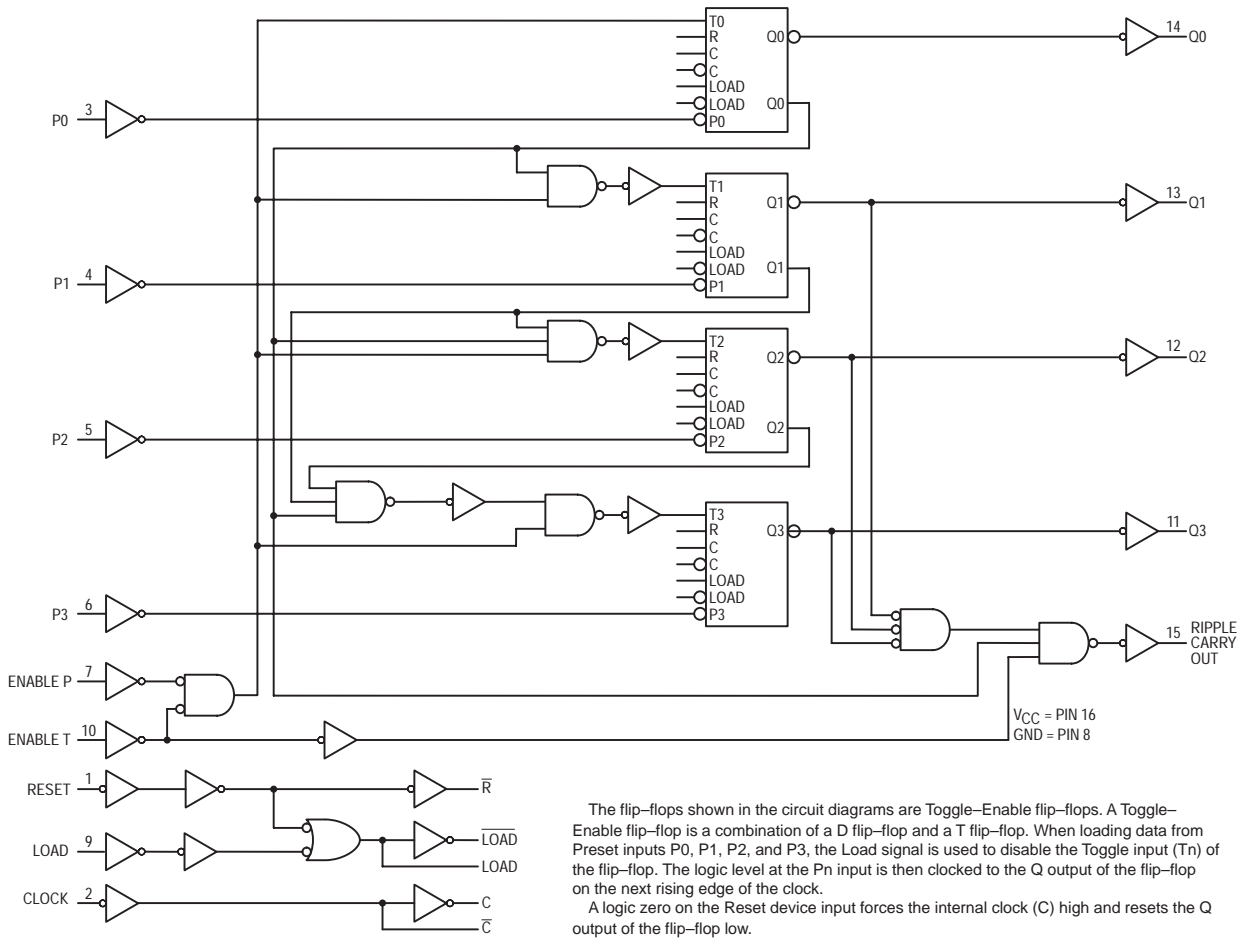 T0
R
C
C
LOAD
LOAD
P0
Q0
Q0
14
Q0
P0
3
T1
R
C
C
LOAD
LOAD
P1
Q1
Q1
13
Q1
P1
4
T2
R
C
C
LOAD
LOAD
P2
Q2
Q2
12
Q2
P2
5
T3
R
C
C
LOAD
LOAD
P3
Q3
11
Q3
P3
6
15
RIPPLE
CARRY
OUT
ENABLE P
7
ENABLE T
10
VCC = PIN 16
GND = PIN 8
RESET
1
R̅
LOAD
9
L̅O̅A̅D̅
LOAD
CLOCK
2
C
C̅
The flip–flops shown in the circuit diagrams are Toggle–Enable flip–flops. A Toggle–
Enable flip–flop is a combination of a D flip–flop and a T flip–flop. When loading data from
Preset inputs P0, P1, P2, and P3, the Load signal is used to disable the Toggle input (Tn) of
the flip–flop. The logic level at the Pn input is then clocked to the Q output of the flip–flop
on the next rising edge of the clock.
A logic zero on the Reset device input forces the internal clock (C) high and resets the Q
output of the flip–flop low.